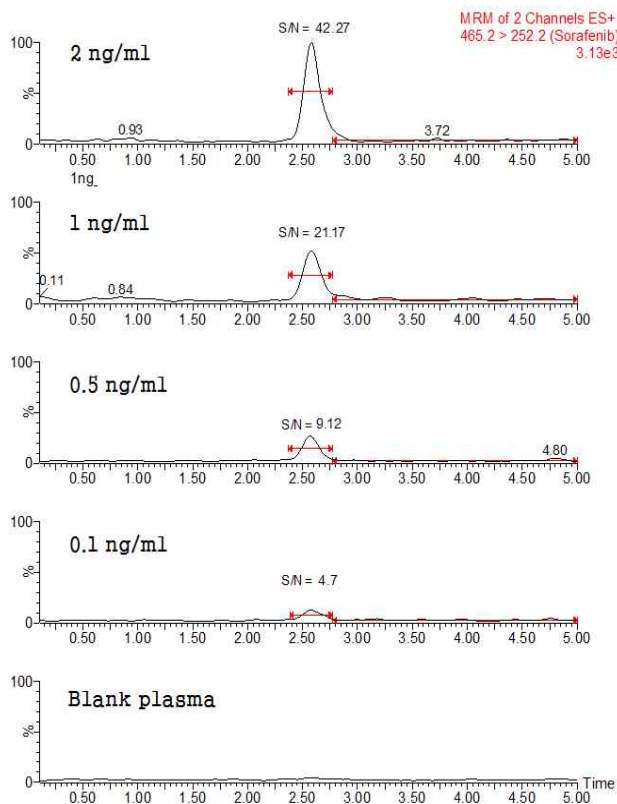 MRM of 2 Channels ES+
465.2 > 252.2 (Sorafenib)
3.13e3
S/N = 42.27
2 ng/ml
100
%
0
0.93
3.72
0.50 1.00 1.50 2.00 2.50 3.00 3.50 4.00 4.50 5.00
1ng_
100
1 ng/ml
S/N = 21.17
%
0.11
0.84
0
0.50 1.00 1.50 2.00 2.50 3.00 3.50 4.00 4.50 5.00
100
0.5 ng/ml
S/N = 9.12
%
4.80
0
0.50 1.00 1.50 2.00 2.50 3.00 3.50 4.00 4.50 5.00
100
0.1 ng/ml
S/N = 4.7
%
0
0.50 1.00 1.50 2.00 2.50 3.00 3.50 4.00 4.50 5.00
100
Blank plasma
%
0
Time
0.50 1.00 1.50 2.00 2.50 3.00 3.50 4.00 4.50 5.00